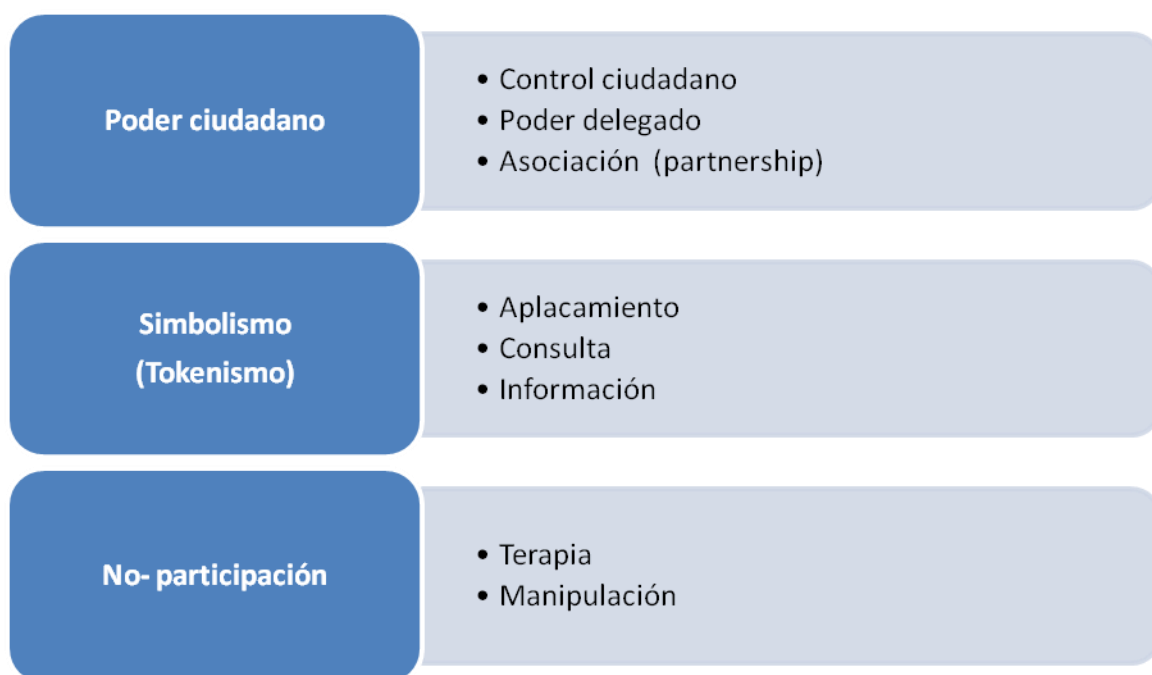 Poder ciudadano
• Control ciudadano
• Poder delegado
• Asociación (partnership)
Simbolismo
(Tokenismo)
• Aplacamiento
• Consulta
• Información
No- participación
• Terapia
• Manipulación